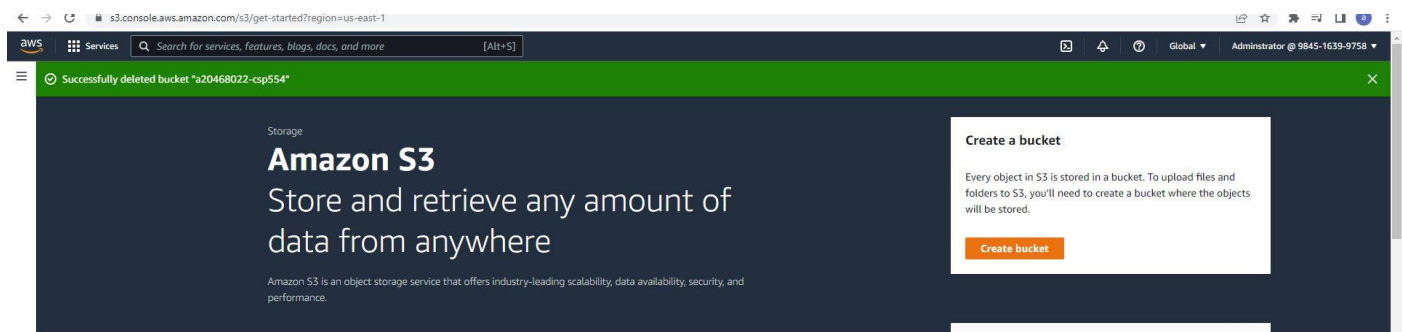 s3.console.aws.amazon.com/s3/get-started?region=us-east-1
a
aws
Services
Search for services, features, blogs, docs, and more
[Alt+S]
Global ▼
Adminstrator @ 9845-1639-9758 ▼
Successfully deleted bucket "a20468022-csp554"
Storage
Amazon S3
Store and retrieve any amount of
data from anywhere
Amazon S3 is an object storage service that offers industry-leading scalability, data availability, security, and
performance.
Create a bucket
Every object in S3 is stored in a bucket. To upload files and
folders to S3, you'll need to create a bucket where the objects
will be stored.
Create bucket